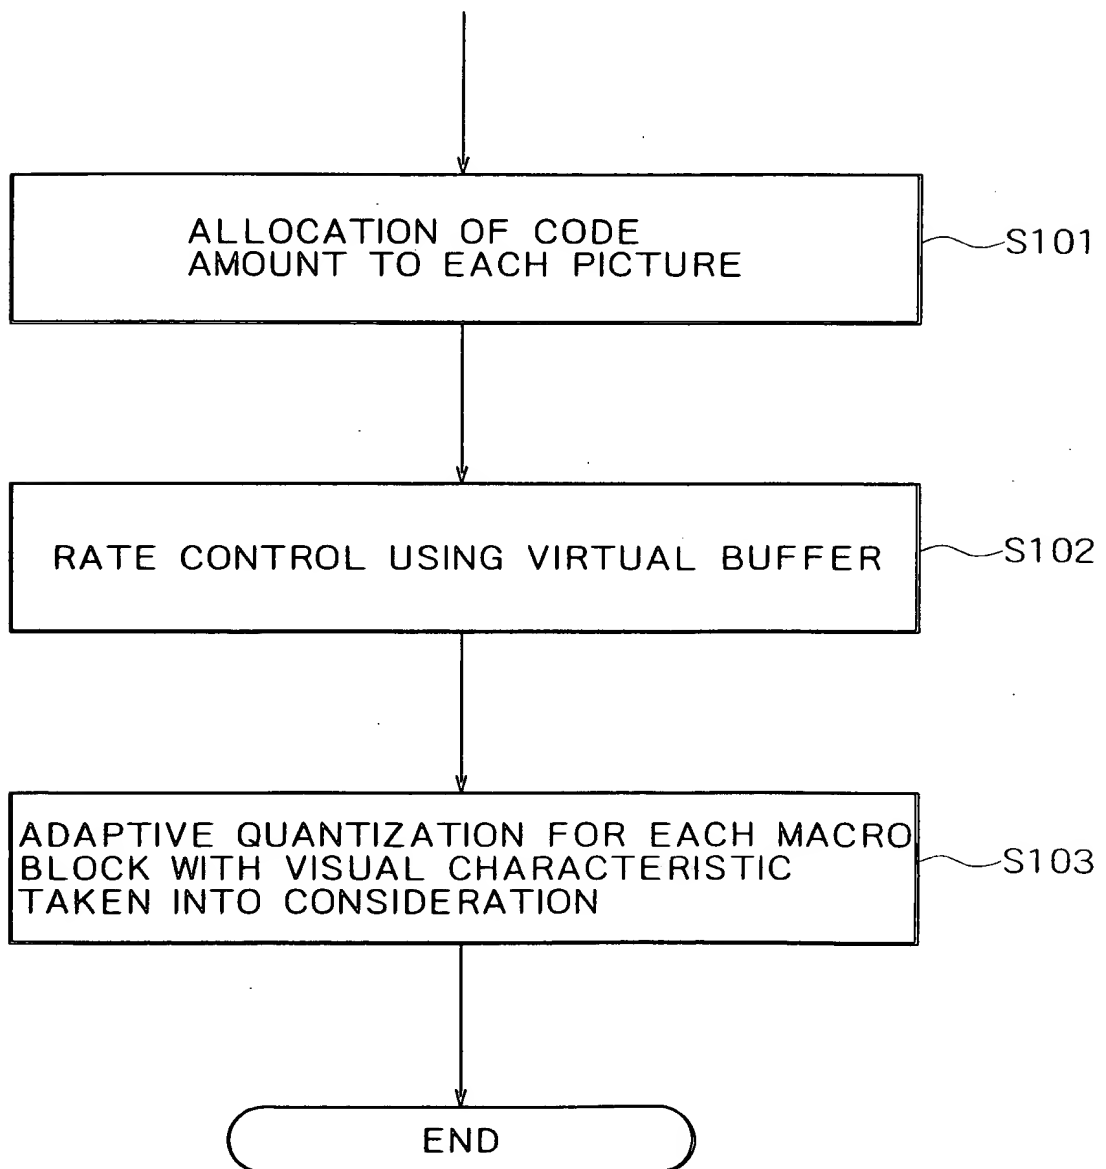 ALLOCATION OF CODE
AMOUNT TO EACH PICTURE
S101
RATE CONTROL USING VIRTUAL BUFFER
S102
ADAPTIVE QUANTIZATION FOR EACH MACRO
BLOCK WITH VISUAL CHARACTERISTIC
TAKEN INTO CONSIDERATION
S103
END